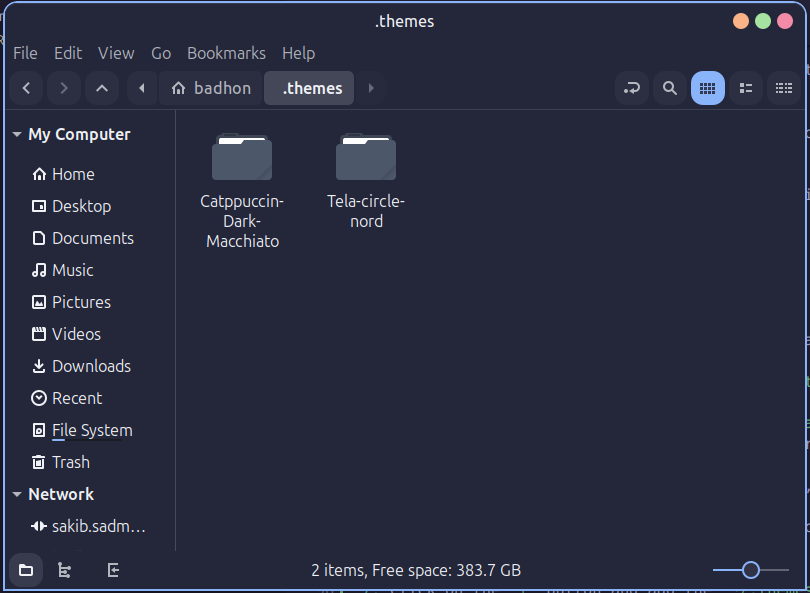 .themes
File Edit View Go Bookmarks Help
badhon .themes
My Computer
Home
Desktop
Documents
Music
Pictures
Videos
Downloads
Recent
File System
Trash
Network
sakib.sadm…
Catppuccin-
Dark-
Macchiato
Tela-circle-
nord
2 items, Free space: 383.7 GB